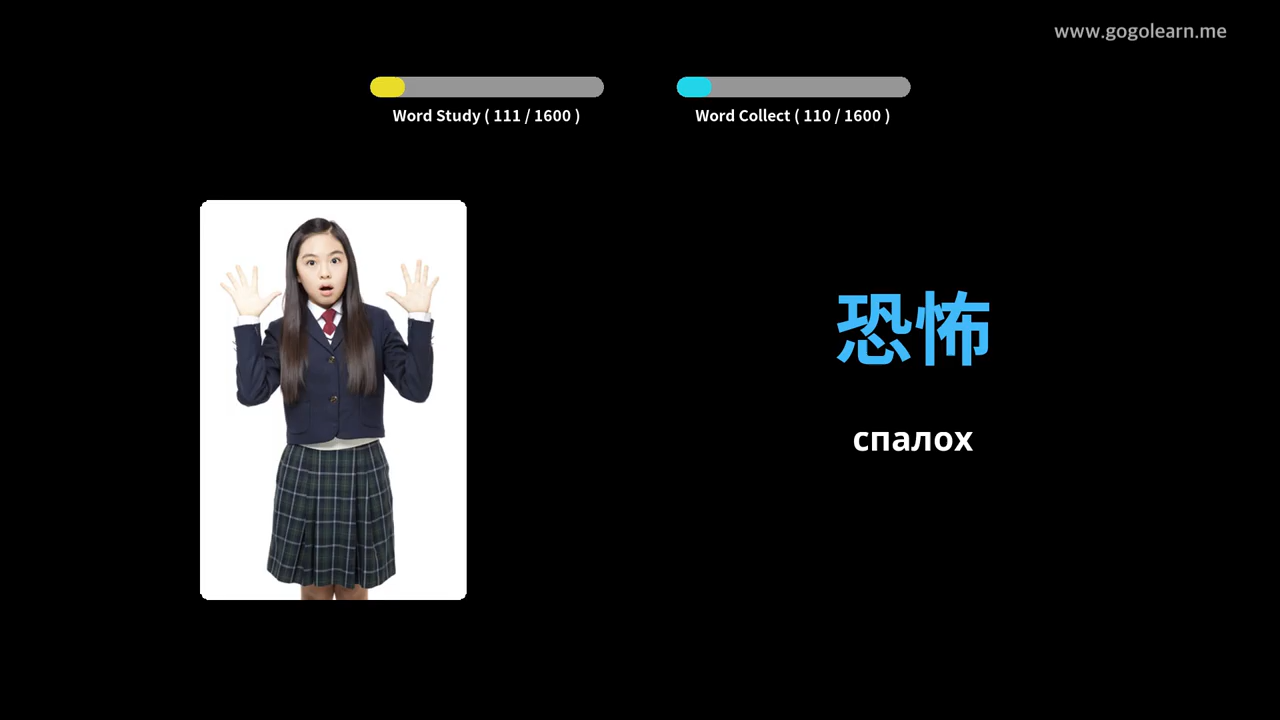 www.gogolearn.me
Word Study ( 111 / 1600 )
Word Collect ( 110 / 1600 )
恐怖
спалох